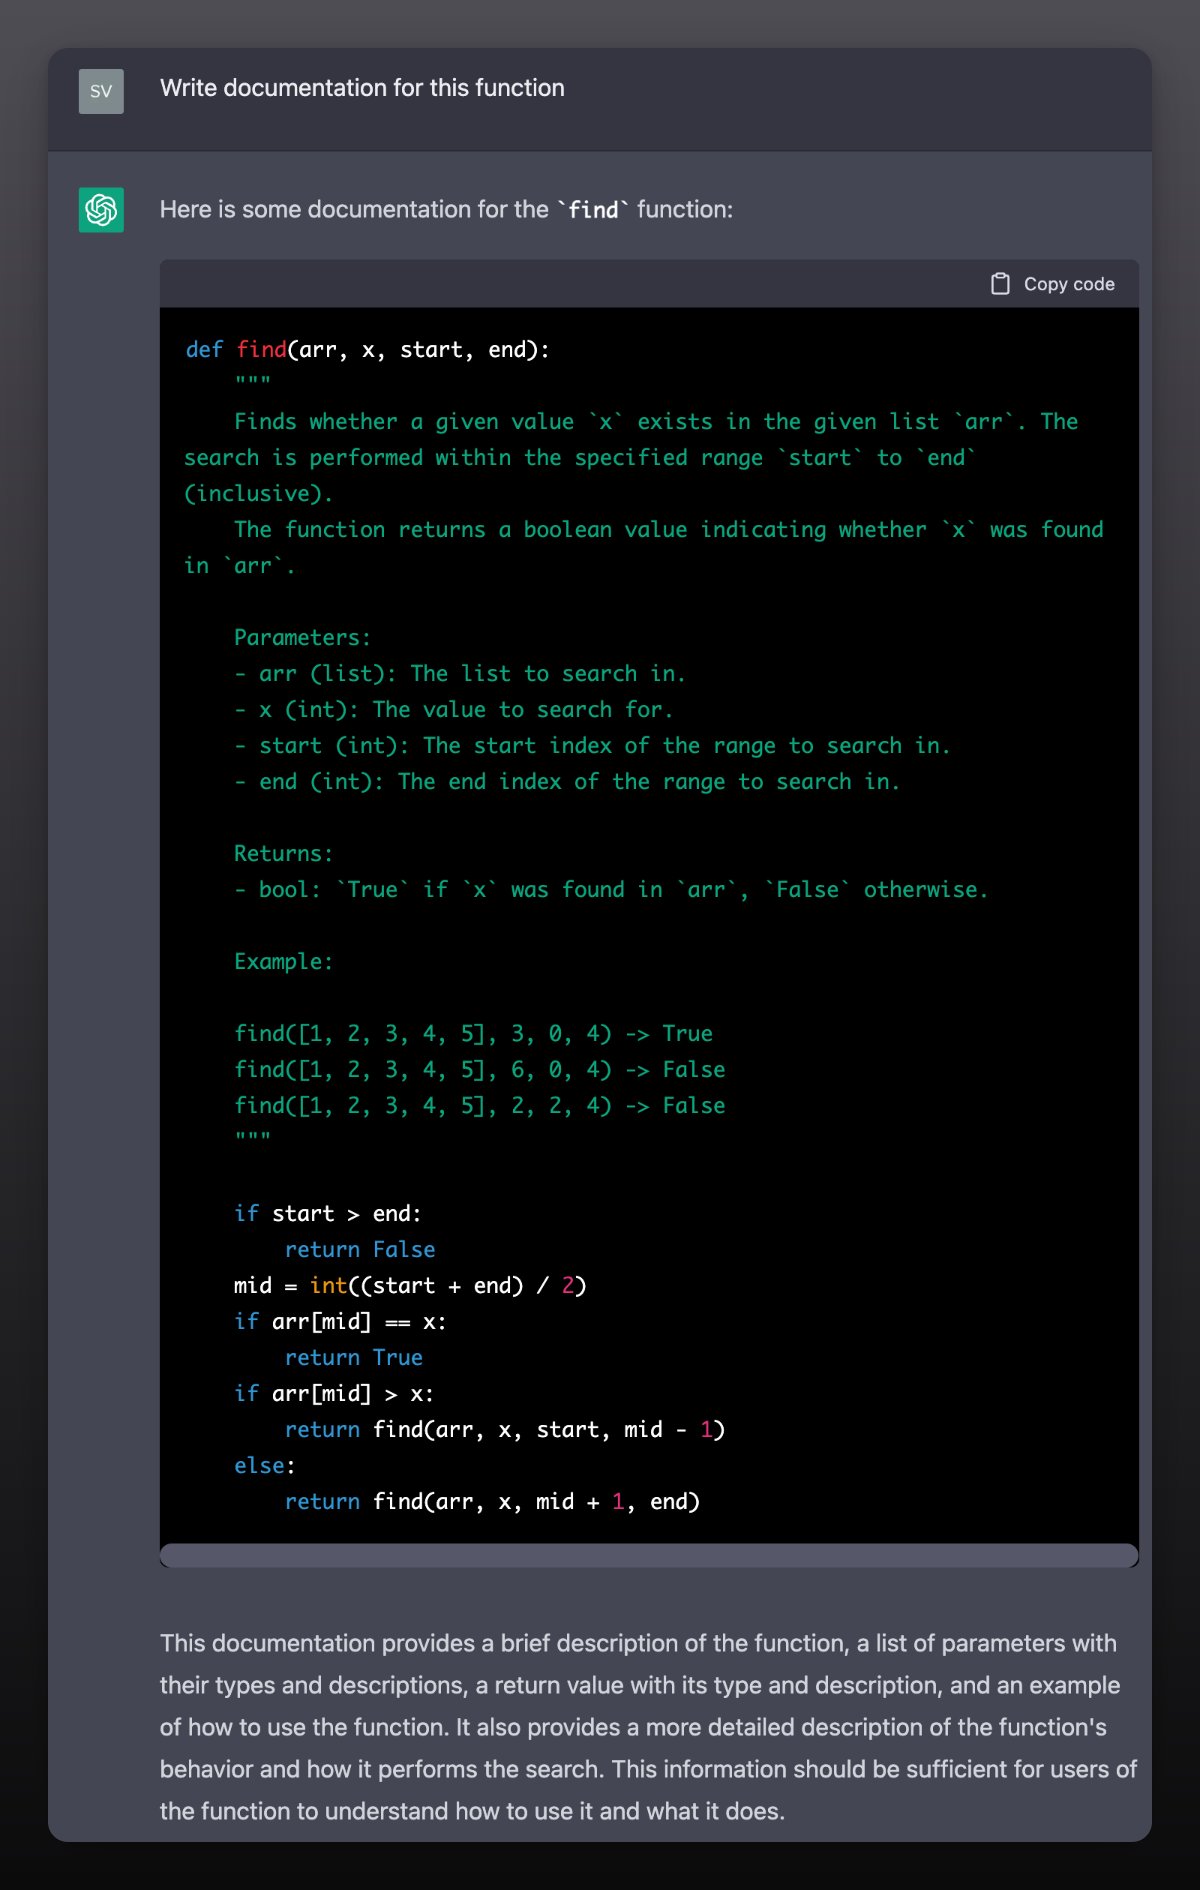 SV
Write documentation for this function
Here is some documentation for the `find` function:
Copy code
def find(arr, x, start, end):
    """
    Finds whether a given value `x` exists in the given list `arr`. The
search is performed within the specified range `start` to `end`
(inclusive).
    The function returns a boolean value indicating whether `x` was found
in `arr`.

    Parameters:
    - arr (list): The list to search in.
    - x (int): The value to search for.
    - start (int): The start index of the range to search in.
    - end (int): The end index of the range to search in.

    Returns:
    - bool: `True` if `x` was found in `arr`, `False` otherwise.

    Example:

    find([1, 2, 3, 4, 5], 3, 0, 4) -> True
    find([1, 2, 3, 4, 5], 6, 0, 4) -> False
    find([1, 2, 3, 4, 5], 2, 2, 4) -> False
    """

    if start > end:
        return False
    mid = int((start + end) / 2)
    if arr[mid] == x:
        return True
    if arr[mid] > x:
        return find(arr, x, start, mid - 1)
    else:
        return find(arr, x, mid + 1, end)
This documentation provides a brief description of the function, a list of parameters with
their types and descriptions, a return value with its type and description, and an example
of how to use the function. It also provides a more detailed description of the function's
behavior and how it performs the search. This information should be sufficient for users of
the function to understand how to use it and what it does.